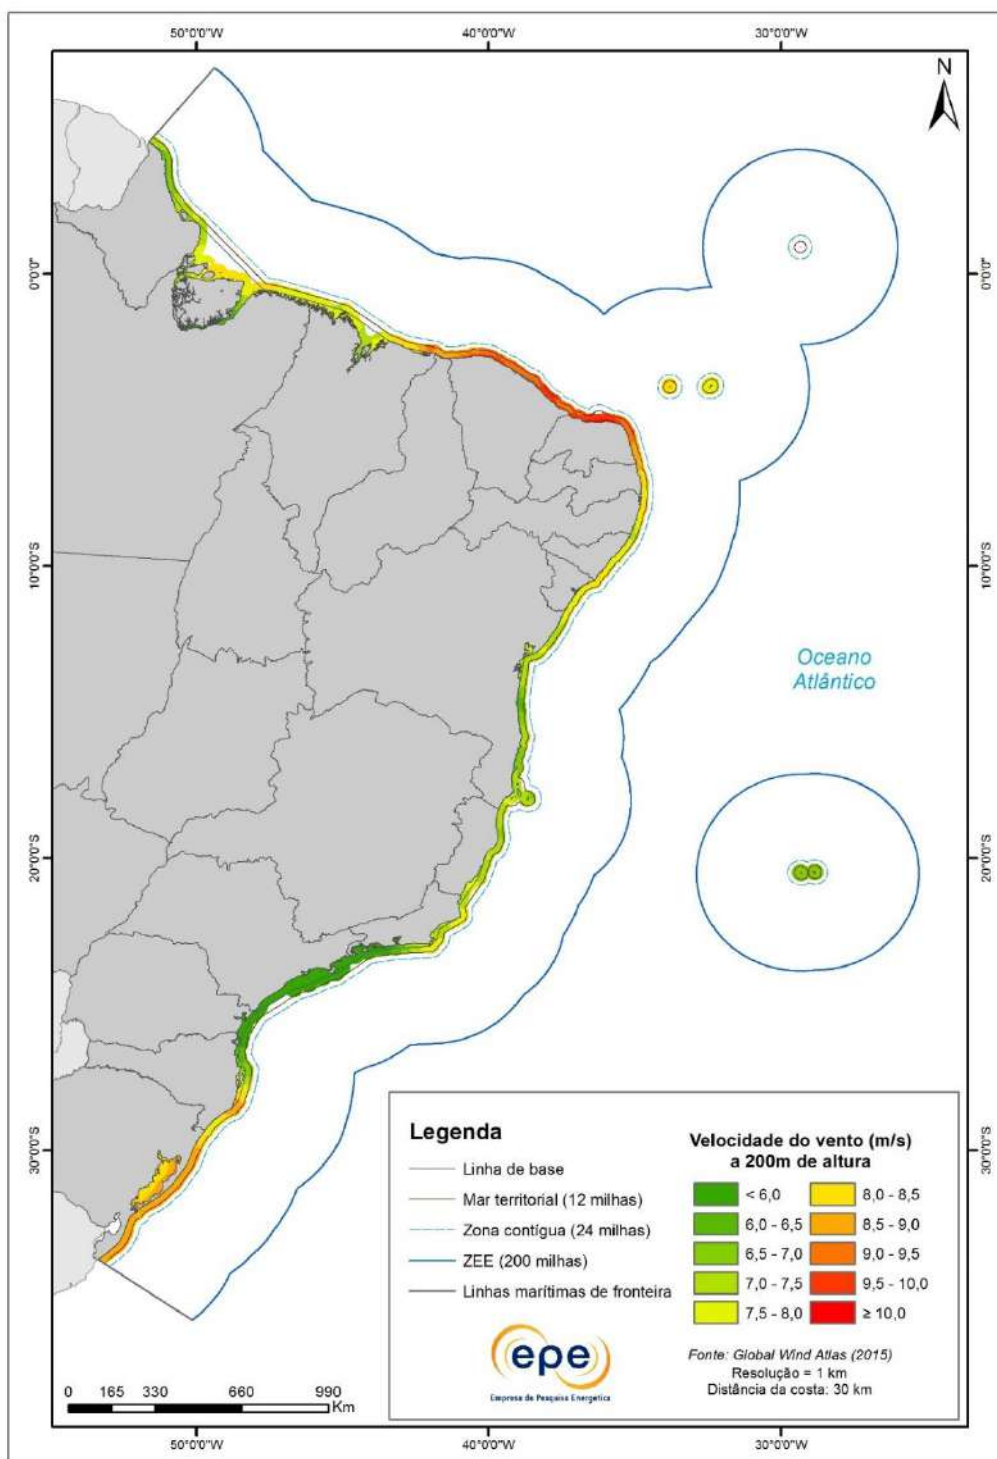 50°0'0"W 40°0'0"W 30°0'0"W
N
0°0'0" 0°0'0"
10°0'0"S 10°0'0"S
Oceano
Atlântico
20°0'0"S 20°0'0"S
30°0'0"S 30°0'0"S
Legenda
Linha de base
Mar territorial (12 milhas)
Zona contígua (24 milhas)
ZEE (200 milhas)
Linhas marítimas de fronteira
Velocidade do vento (m/s)
a 200m de altura
< 6,0 8,0 - 8,5
6,0 - 6,5 8,5 - 9,0
6,5 - 7,0 9,0 - 9,5
7,0 - 7,5 9,5 - 10,0
7,5 - 8,0 ≥ 10,0
epe
Empresa de Pesquisa Energética
Fonte: Global Wind Atlas (2015)
Resolução = 1 km
Distância da costa: 30 km
0 165 330 660 990
Km
50°0'0"W 40°0'0"W 30°0'0"W